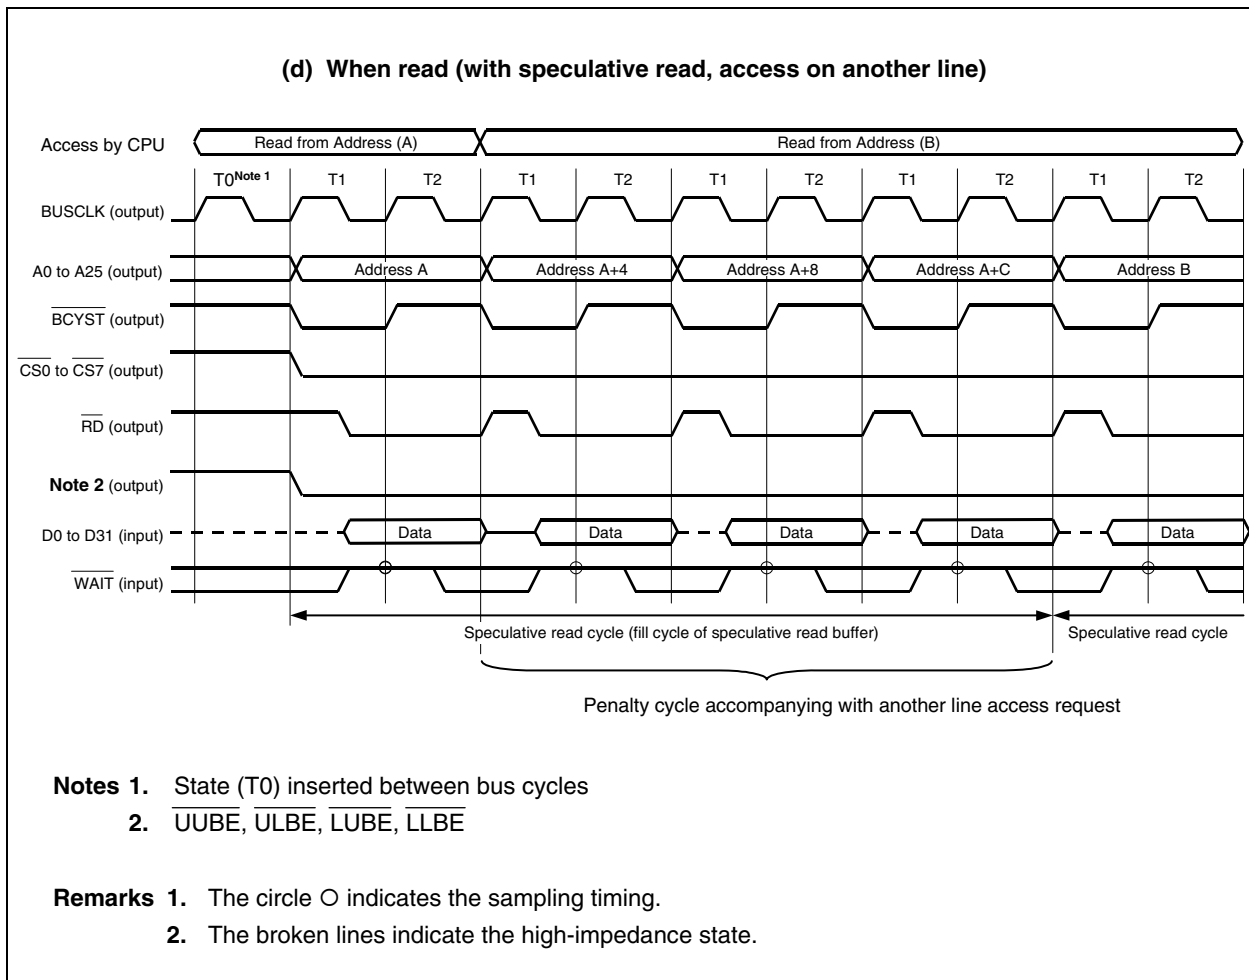 (d) When read (with speculative read, access on another line)
Access by CPU Read from Address (A) Read from Address (B)
T0Note 1 T1 T2 T1 T2 T1 T2 T1 T2 T1 T2
BUSCLK (output)
A0 to A25 (output) Address A Address A+4 Address A+8 Address A+C Address B
BCYST (output)
CS0 to CS7 (output)
RD (output)
Note 2 (output)
D0 to D31 (input) Data Data Data Data Data
WAIT (input)
Speculative read cycle (fill cycle of speculative read buffer) Speculative read cycle
Penalty cycle accompanying with another line access request
Notes 1. State (T0) inserted between bus cycles
2. UUBE, ULBE, LUBE, LLBE
Remarks 1. The circle O indicates the sampling timing.
2. The broken lines indicate the high-impedance state.